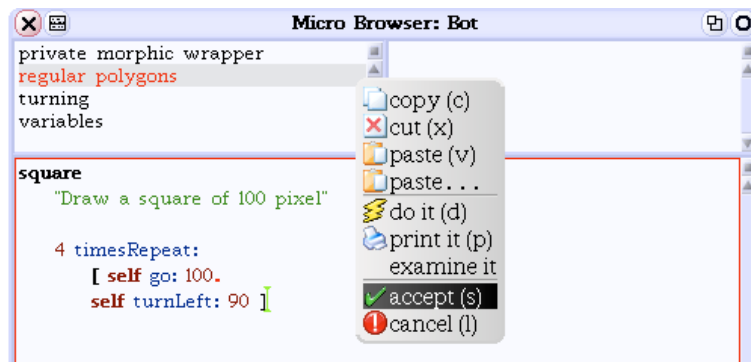 Micro Browser: Bot
private morphic wrapper
regular polygons
turning
variables
copy (c)
cut (x)
paste (v)
paste...
do it (d)
print it (p)
examine it
accept (s)
cancel (l)
square
"Draw a square of 100 pixel"
4 timesRepeat:
[ self go: 100.
self turnLeft: 90 ]